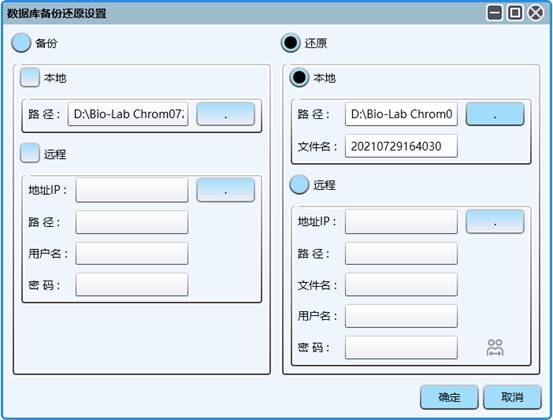 数据库备份还原设置
备份
本地
路 径： D:\Bio-Lab Chrom07. .
远程
地址IP： .
路 径：
用户名：
密 码：
还原
本地
路 径： D:\Bio-Lab Chrom0 .
文件名： 20210729164030
远程
地址IP： .
路 径：
文件名：
用户名：
密 码：
确定 取消